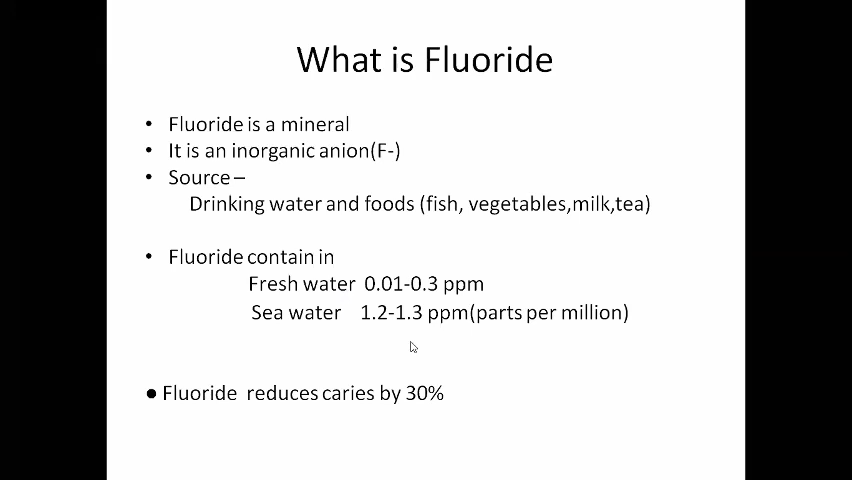 What is Fluoride
• Fluoride is a mineral
• It is an inorganic anion(F-)
• Source –
Drinking water and foods (fish, vegetables,milk,tea)
• Fluoride contain in
Fresh water 0.01-0.3 ppm
Sea water 1.2-1.3 ppm(parts per million)
● Fluoride reduces caries by 30%